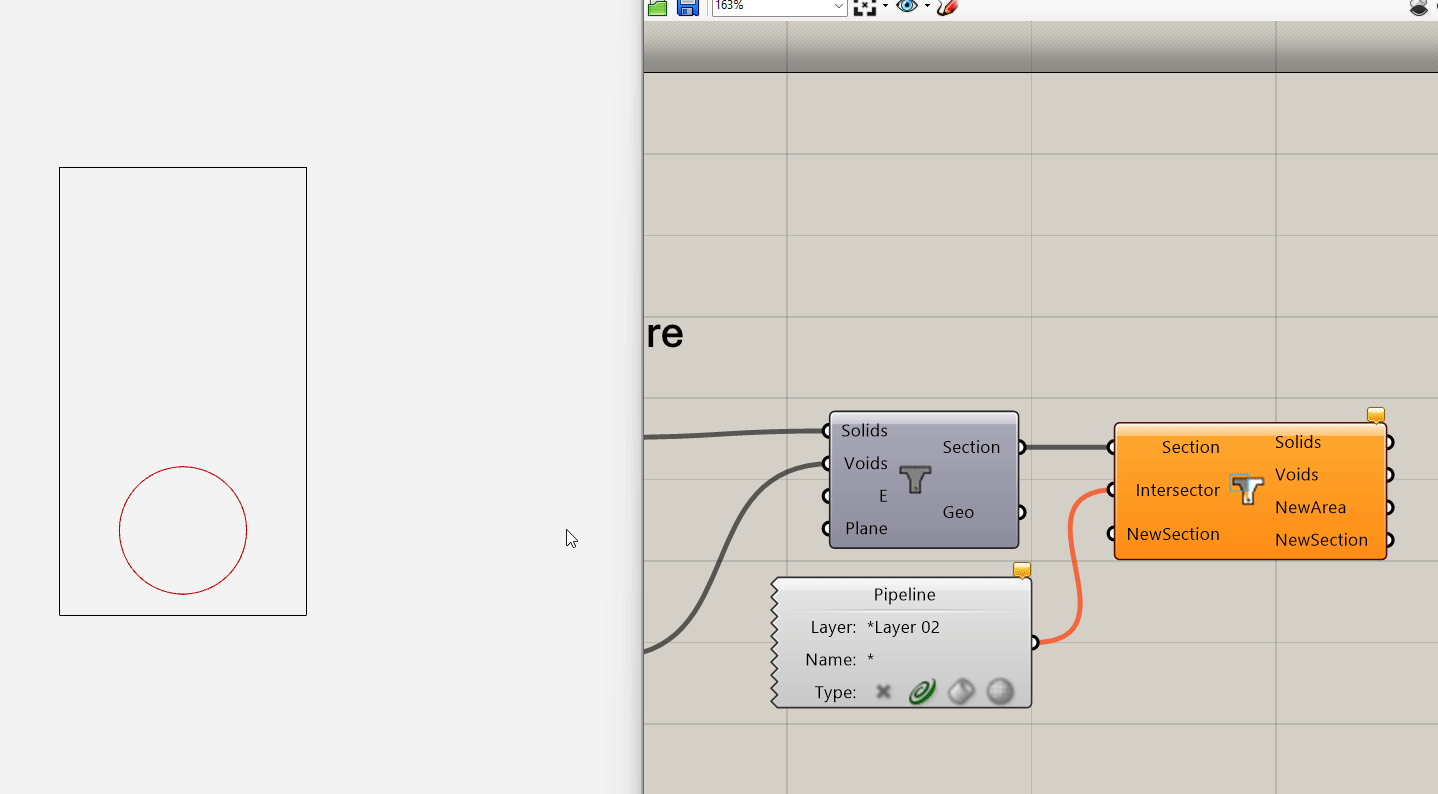 163%
re
Solids
Voids
E
Plane
Section
Geo
Section
Intersector
NewSection
Solids
Voids
NewArea
NewSection
Pipeline
Layer: *Layer 02
Name: *
Type: